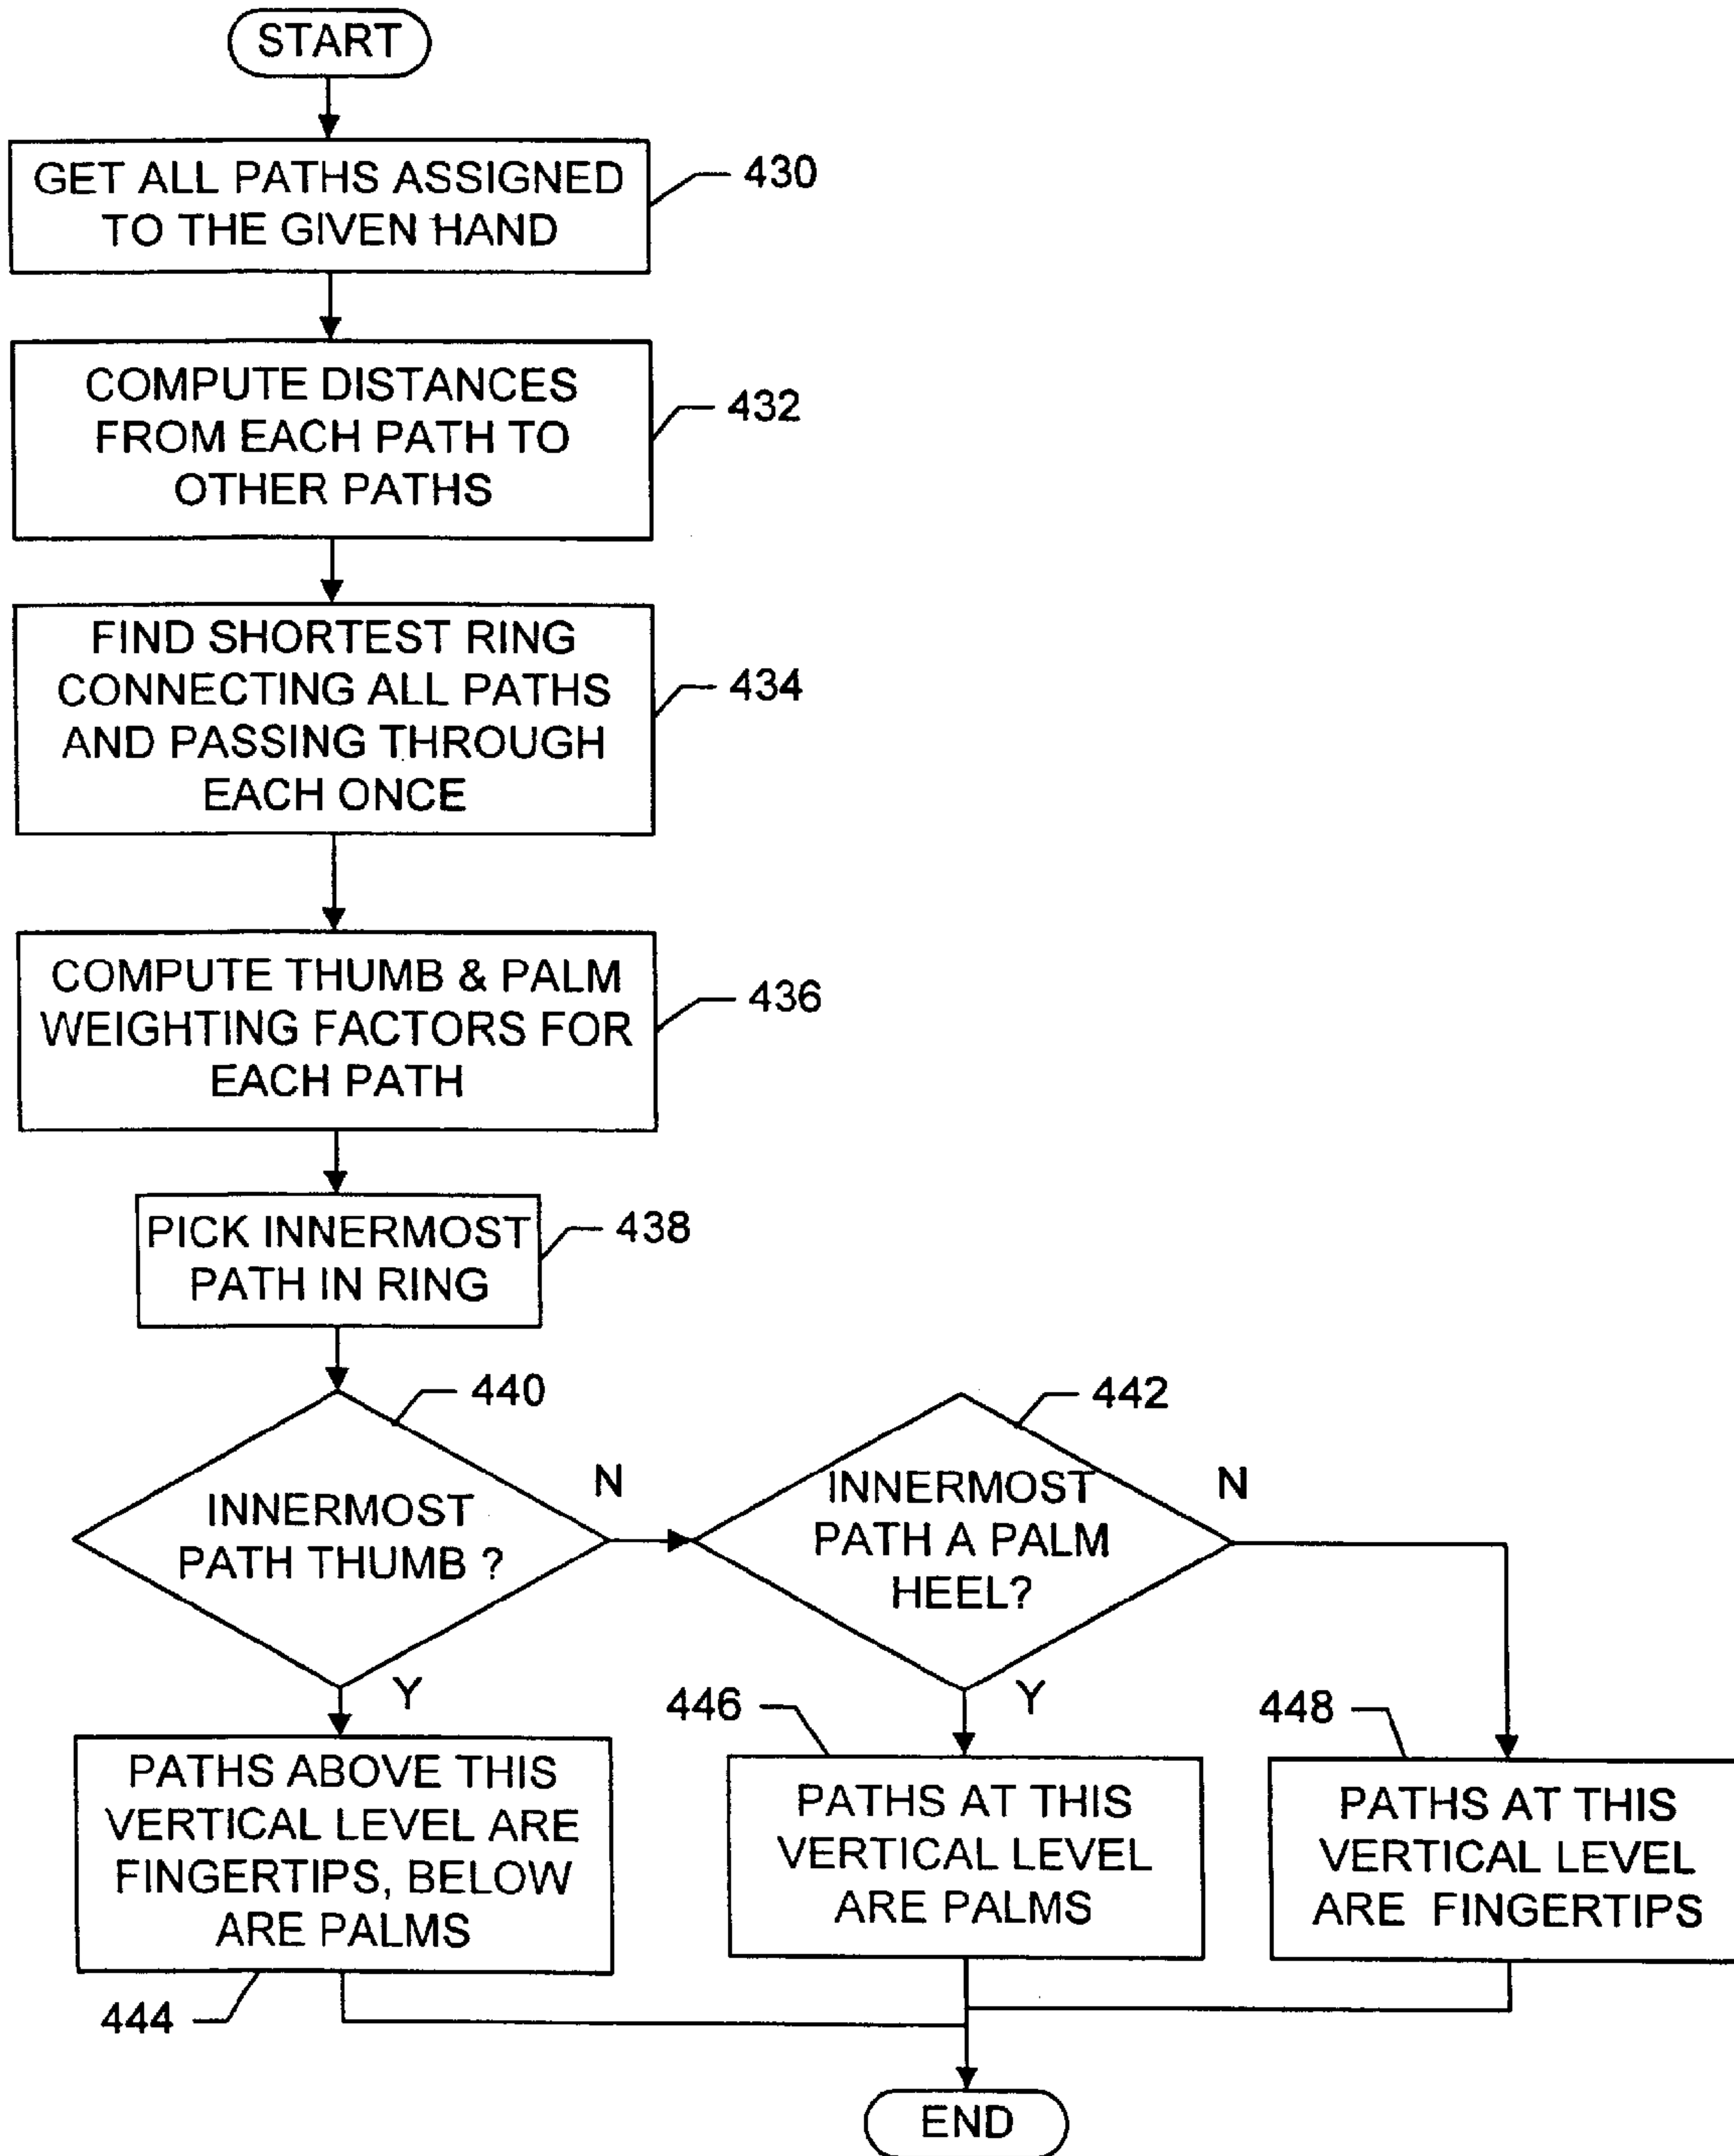 START
GET ALL PATHS ASSIGNED
TO THE GIVEN HAND
430
COMPUTE DISTANCES
FROM EACH PATH TO
OTHER PATHS
432
FIND SHORTEST RING
CONNECTING ALL PATHS
AND PASSING THROUGH
EACH ONCE
434
COMPUTE THUMB & PALM
WEIGHTING FACTORS FOR
EACH PATH
436
PICK INNERMOST
PATH IN RING
438
440
INNERMOST
PATH THUMB ?
N
442
INNERMOST
PATH A PALM
HEEL?
N
Y
PATHS ABOVE THIS
VERTICAL LEVEL ARE
FINGERTIPS, BELOW
ARE PALMS
444
Y
446
PATHS AT THIS
VERTICAL LEVEL
ARE PALMS
448
PATHS AT THIS
VERTICAL LEVEL
ARE FINGERTIPS
END